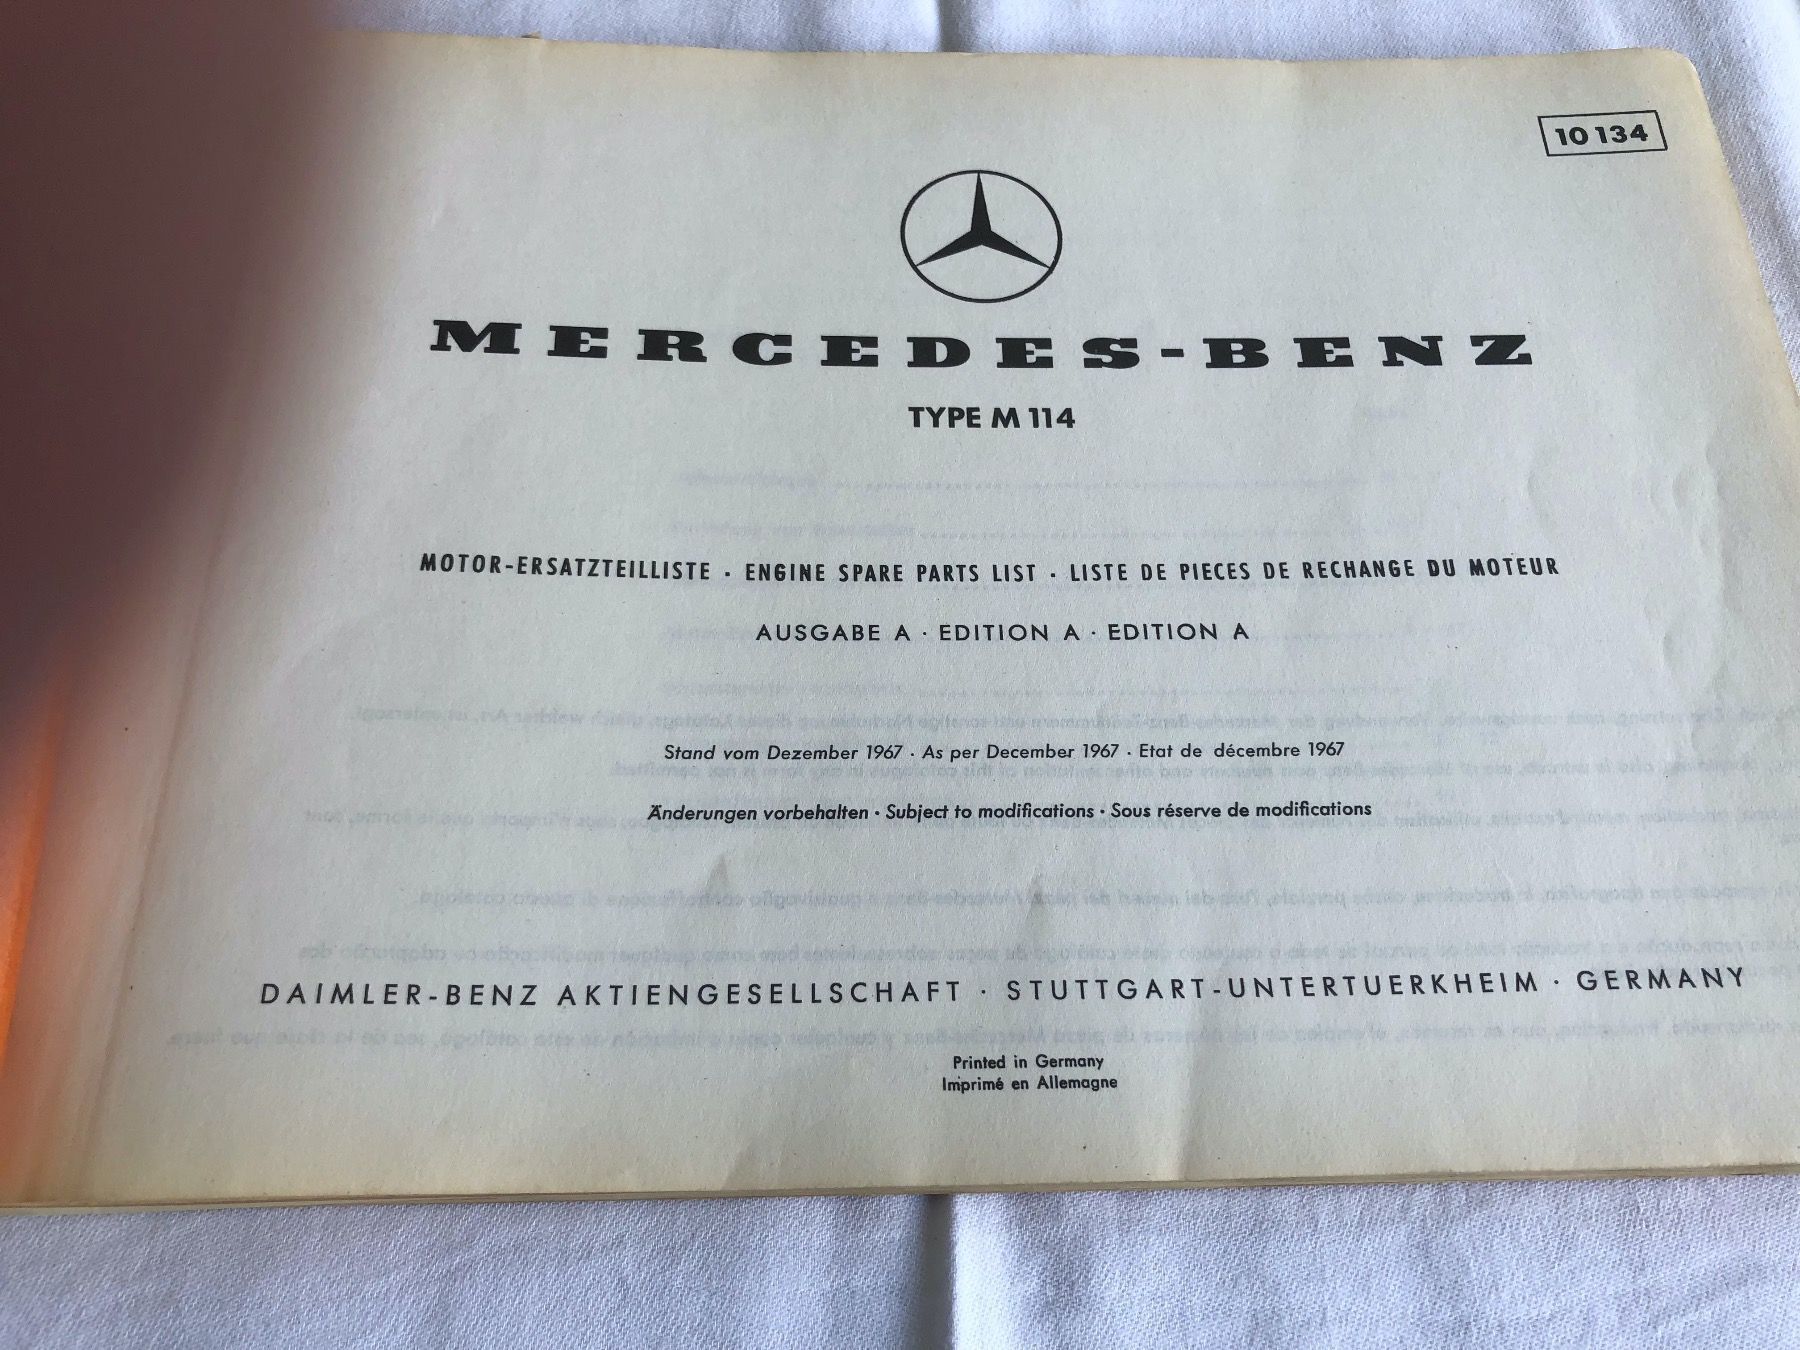 10 134
MERCEDES-BENZ
TYPE M 114
MOTOR-ERSATZTEILLISTE · ENGINE SPARE PARTS LIST · LISTE DE PIECES DE RECHANGE DU MOTEUR
AUSGABE A · EDITION A · EDITION A
Stand vom Dezember 1967 · As per December 1967 · Etat de décembre 1967
Änderungen vorbehalten · Subject to modifications · Sous réserve de modifications
DAIMLER-BENZ AKTIENGESELLSCHAFT · STUTTGART-UNTERTUERKHEIM · GERMANY
Printed in Germany
Imprimé en Allemagne